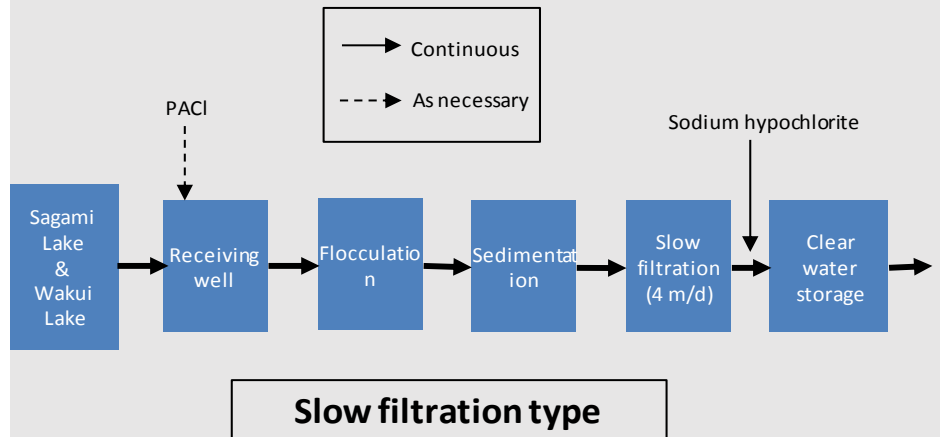 Continuous
As necessary
PACl
Sodium hypochlorite
Sagami
Lake
&
Wakui
Lake
Receiving
well
Flocculatio
n
Sedimentat
ion
Slow
filtration
(4 m/d)
Clear
water
storage
Slow filtration type